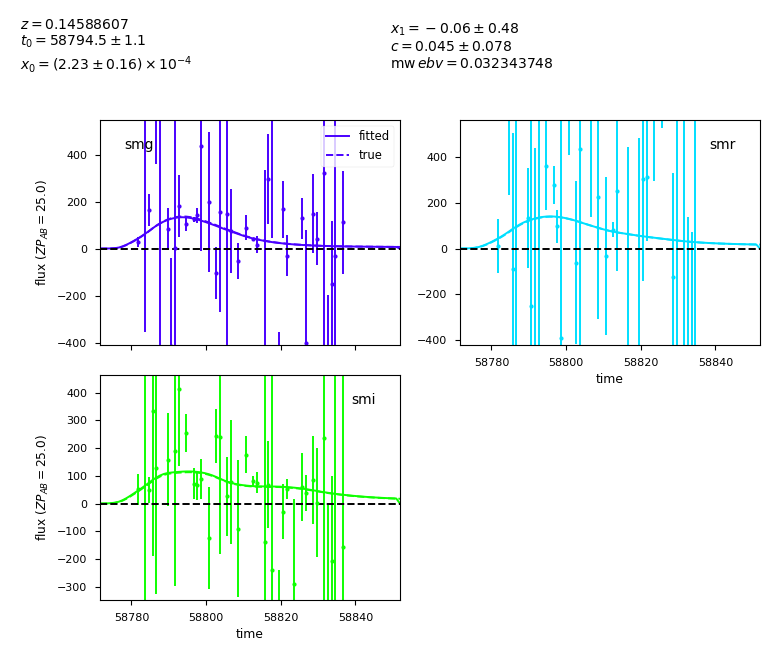 z = 0.14588607
t₀ = 58794.5 ± 1.1
x₀ = (2.23 ± 0.16) × 10⁻⁴
x₁ = −0.06 ± 0.48
c = 0.045 ± 0.078
mw ebv = 0.032343748
smg
fitted
true
400
200
0
−200
−400
flux (ZP_AB = 25.0)
smr
400
200
0
−200
−400
58780
58800
58820
58840
time
smi
400
300
200
100
0
−100
−200
−300
flux (ZP_AB = 25.0)
58780
58800
58820
58840
time